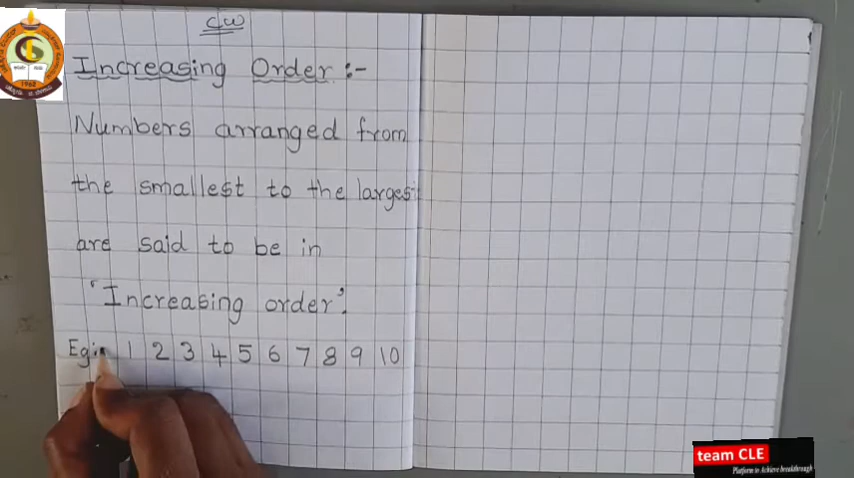 CW
Increasing Order :-
Numbers arranged from
the smallest to the largest
are said to be in
'Increasing order'.
Eg: 1 2 3 4 5 6 7 8 9 10
1962
team CLE
Platform to Achieve breakthrough